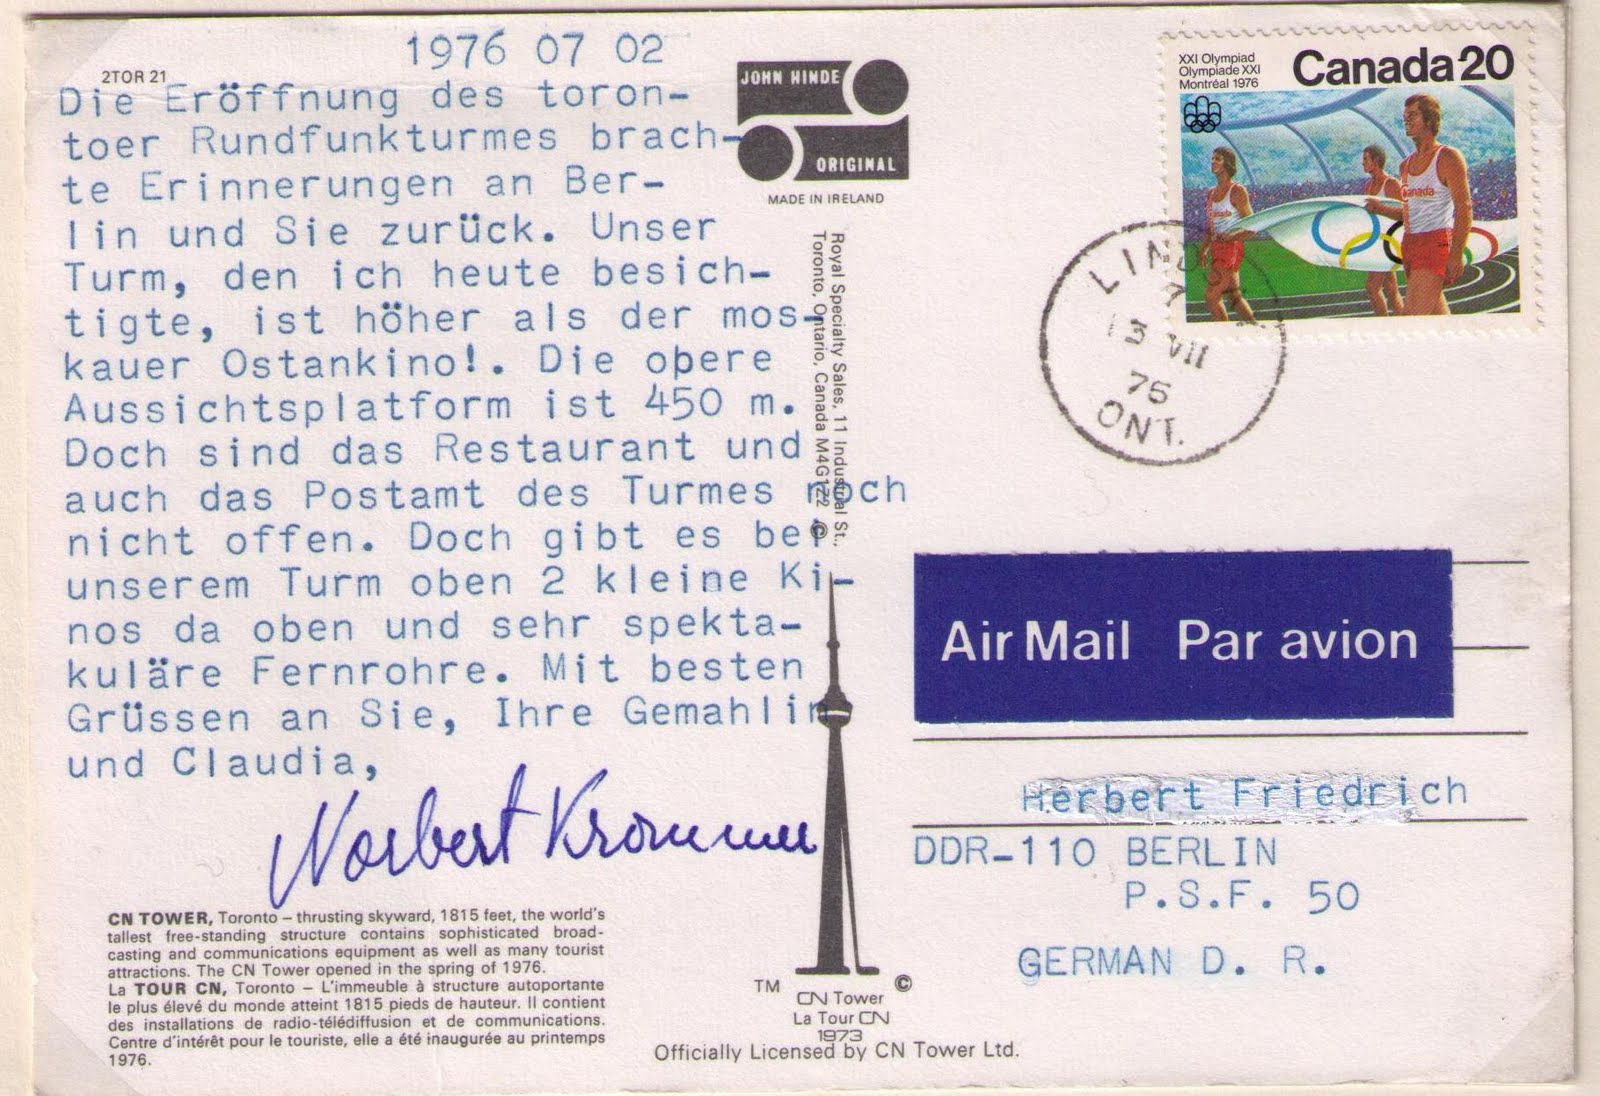 1976 07 02
2TOR 21
Die Eröffnung des toron-
toer Rundfunkturmes brach-
te Erinnerungen an Ber-
lin und Sie zurück. Unser
Turm, den ich heute besich-
tigte, ist höher als der mos-
kauer Ostankino!. Die obere
Aussichtsplatform ist 450 m.
Doch sind das Restaurant und
auch das Postamt des Turmes noch
nicht offen. Doch gibt es bei
unserem Turm oben 2 kleine Ki-
nos da oben und sehr spekta-
kuläre Fernrohre. Mit besten
Grüssen an Sie, Ihre Gemahlin
und Claudia,
Norbert
CN TOWER, Toronto – thrusting skyward, 1815 feet, the world's
tallest free-standing structure contains sophisticated broad-
casting and communications equipment as well as many tourist
attractions. The CN Tower opened in the spring of 1976.
La TOUR CN, Toronto – L'immeuble à structure autoportante
le plus élevé du monde atteint 1815 pieds de hauteur. Il contient
des installations de radio-télédiffusion et de communications.
Centre d'intérêt pour le touriste, elle a été inaugurée au printemps
1976.
JOHN HINDE
ORIGINAL
MADE IN IRELAND
Royal Specialty Sales, 11 Industrial St.,
Toronto, Ontario, Canada M4G1Z2 ©
TM ©
CN Tower
La Tour CN
1973
Officially Licensed by CN Tower Ltd.
XXI Olympiad
Olympiade XXI
Montréal 1976
Canada 20
Canada
Canada
13 VII
ONT.
Air Mail Par avion
Herbert Friedrich
DDR-110 BERLIN
P.S.F. 50
GERMAN D. R.